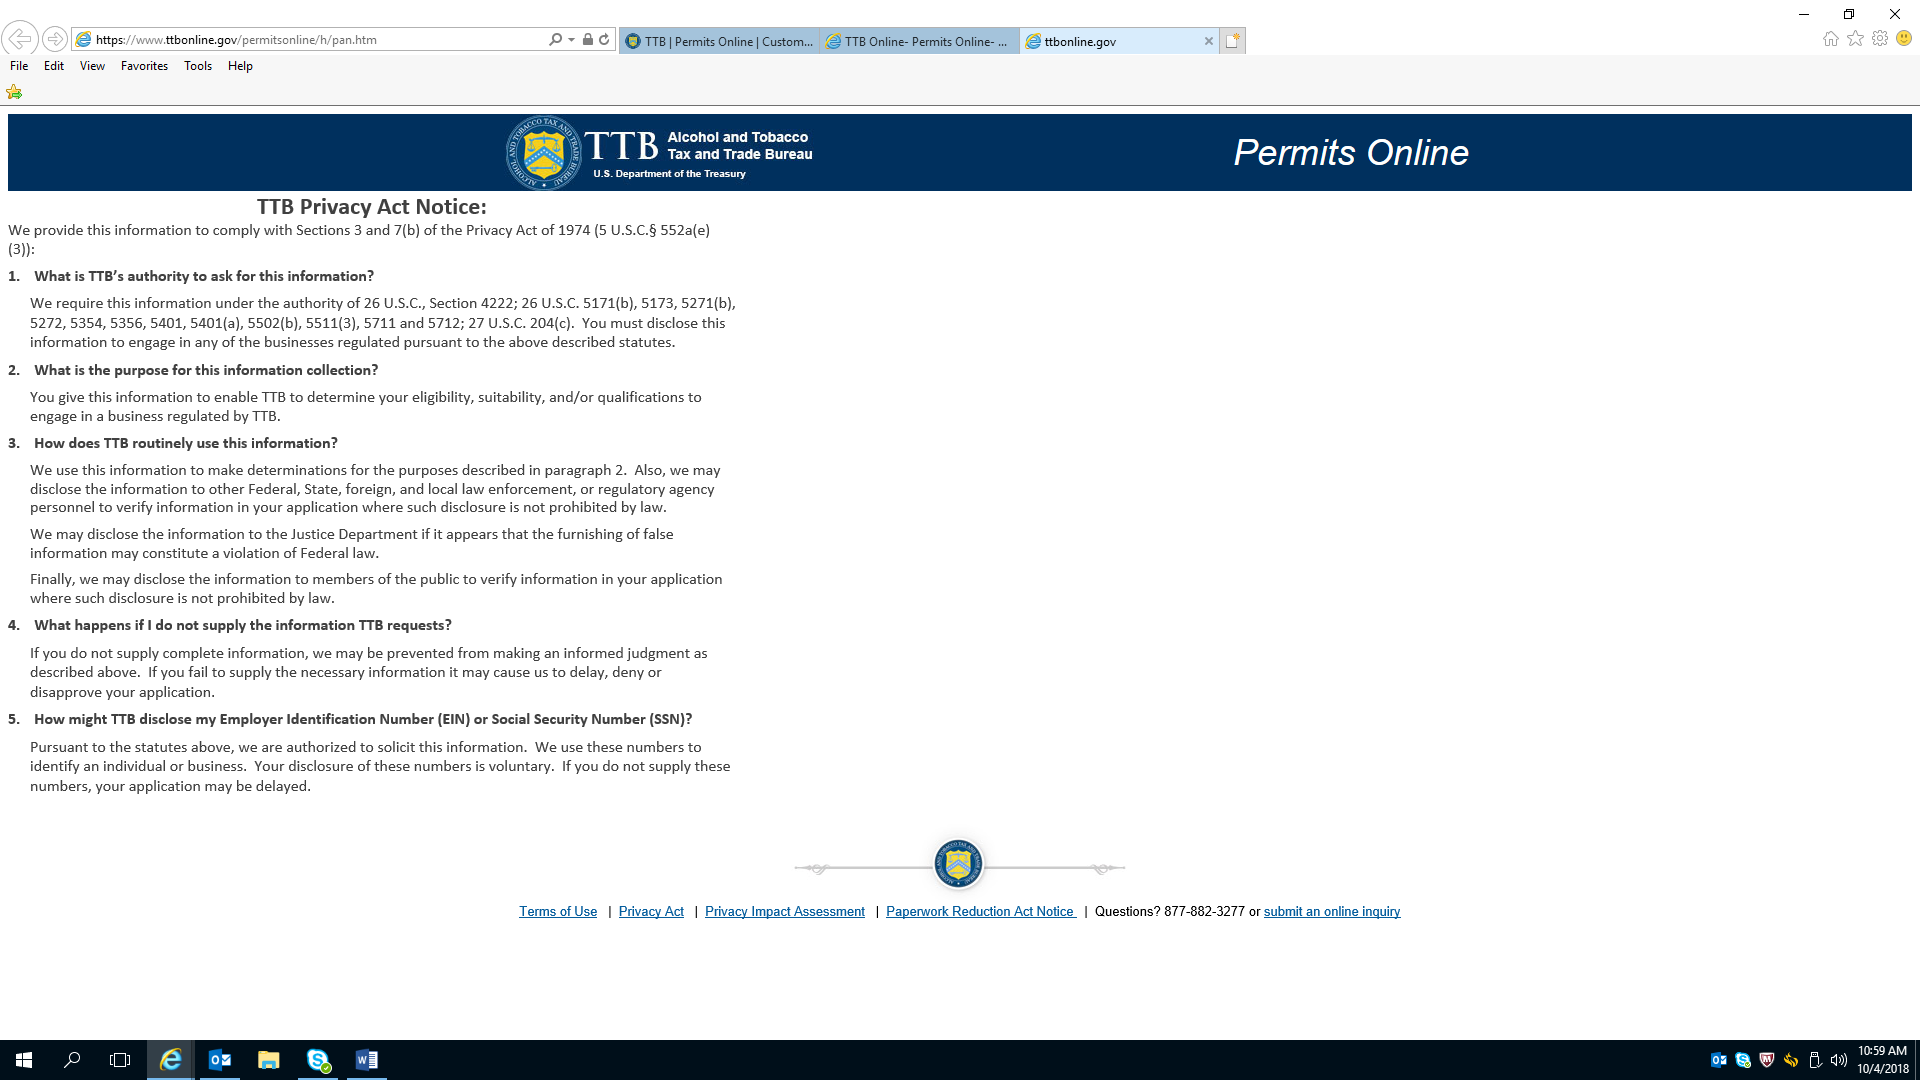 https://www.ttbonline.gov/permitsonline/h/pan.htm
TTB | Permits Online | Custom...
TTB Online- Permits Online- ...
ttbonline.gov
File Edit View Favorites Tools Help
TTB Alcohol and Tobacco
Tax and Trade Bureau
U.S. Department of the Treasury
Permits Online
TTB Privacy Act Notice:
We provide this information to comply with Sections 3 and 7(b) of the Privacy Act of 1974 (5 U.S.C.§ 552a(e)
(3)):
1. What is TTB’s authority to ask for this information?
We require this information under the authority of 26 U.S.C., Section 4222; 26 U.S.C. 5171(b), 5173, 5271(b),
5272, 5354, 5356, 5401, 5401(a), 5502(b), 5511(3), 5711 and 5712; 27 U.S.C. 204(c). You must disclose this
information to engage in any of the businesses regulated pursuant to the above described statutes.
2. What is the purpose for this information collection?
You give this information to enable TTB to determine your eligibility, suitability, and/or qualifications to
engage in a business regulated by TTB.
3. How does TTB routinely use this information?
We use this information to make determinations for the purposes described in paragraph 2. Also, we may
disclose the information to other Federal, State, foreign, and local law enforcement, or regulatory agency
personnel to verify information in your application where such disclosure is not prohibited by law.
We may disclose the information to the Justice Department if it appears that the furnishing of false
information may constitute a violation of Federal law.
Finally, we may disclose the information to members of the public to verify information in your application
where such disclosure is not prohibited by law.
4. What happens if I do not supply the information TTB requests?
If you do not supply complete information, we may be prevented from making an informed judgment as
described above. If you fail to supply the necessary information it may cause us to delay, deny or
disapprove your application.
5. How might TTB disclose my Employer Identification Number (EIN) or Social Security Number (SSN)?
Pursuant to the statutes above, we are authorized to solicit this information. We use these numbers to
identify an individual or business. Your disclosure of these numbers is voluntary. If you do not supply these
numbers, your application may be delayed.
Terms of Use | Privacy Act | Privacy Impact Assessment | Paperwork Reduction Act Notice | Questions? 877-882-3277 or submit an online inquiry
10:59 AM
10/4/2018